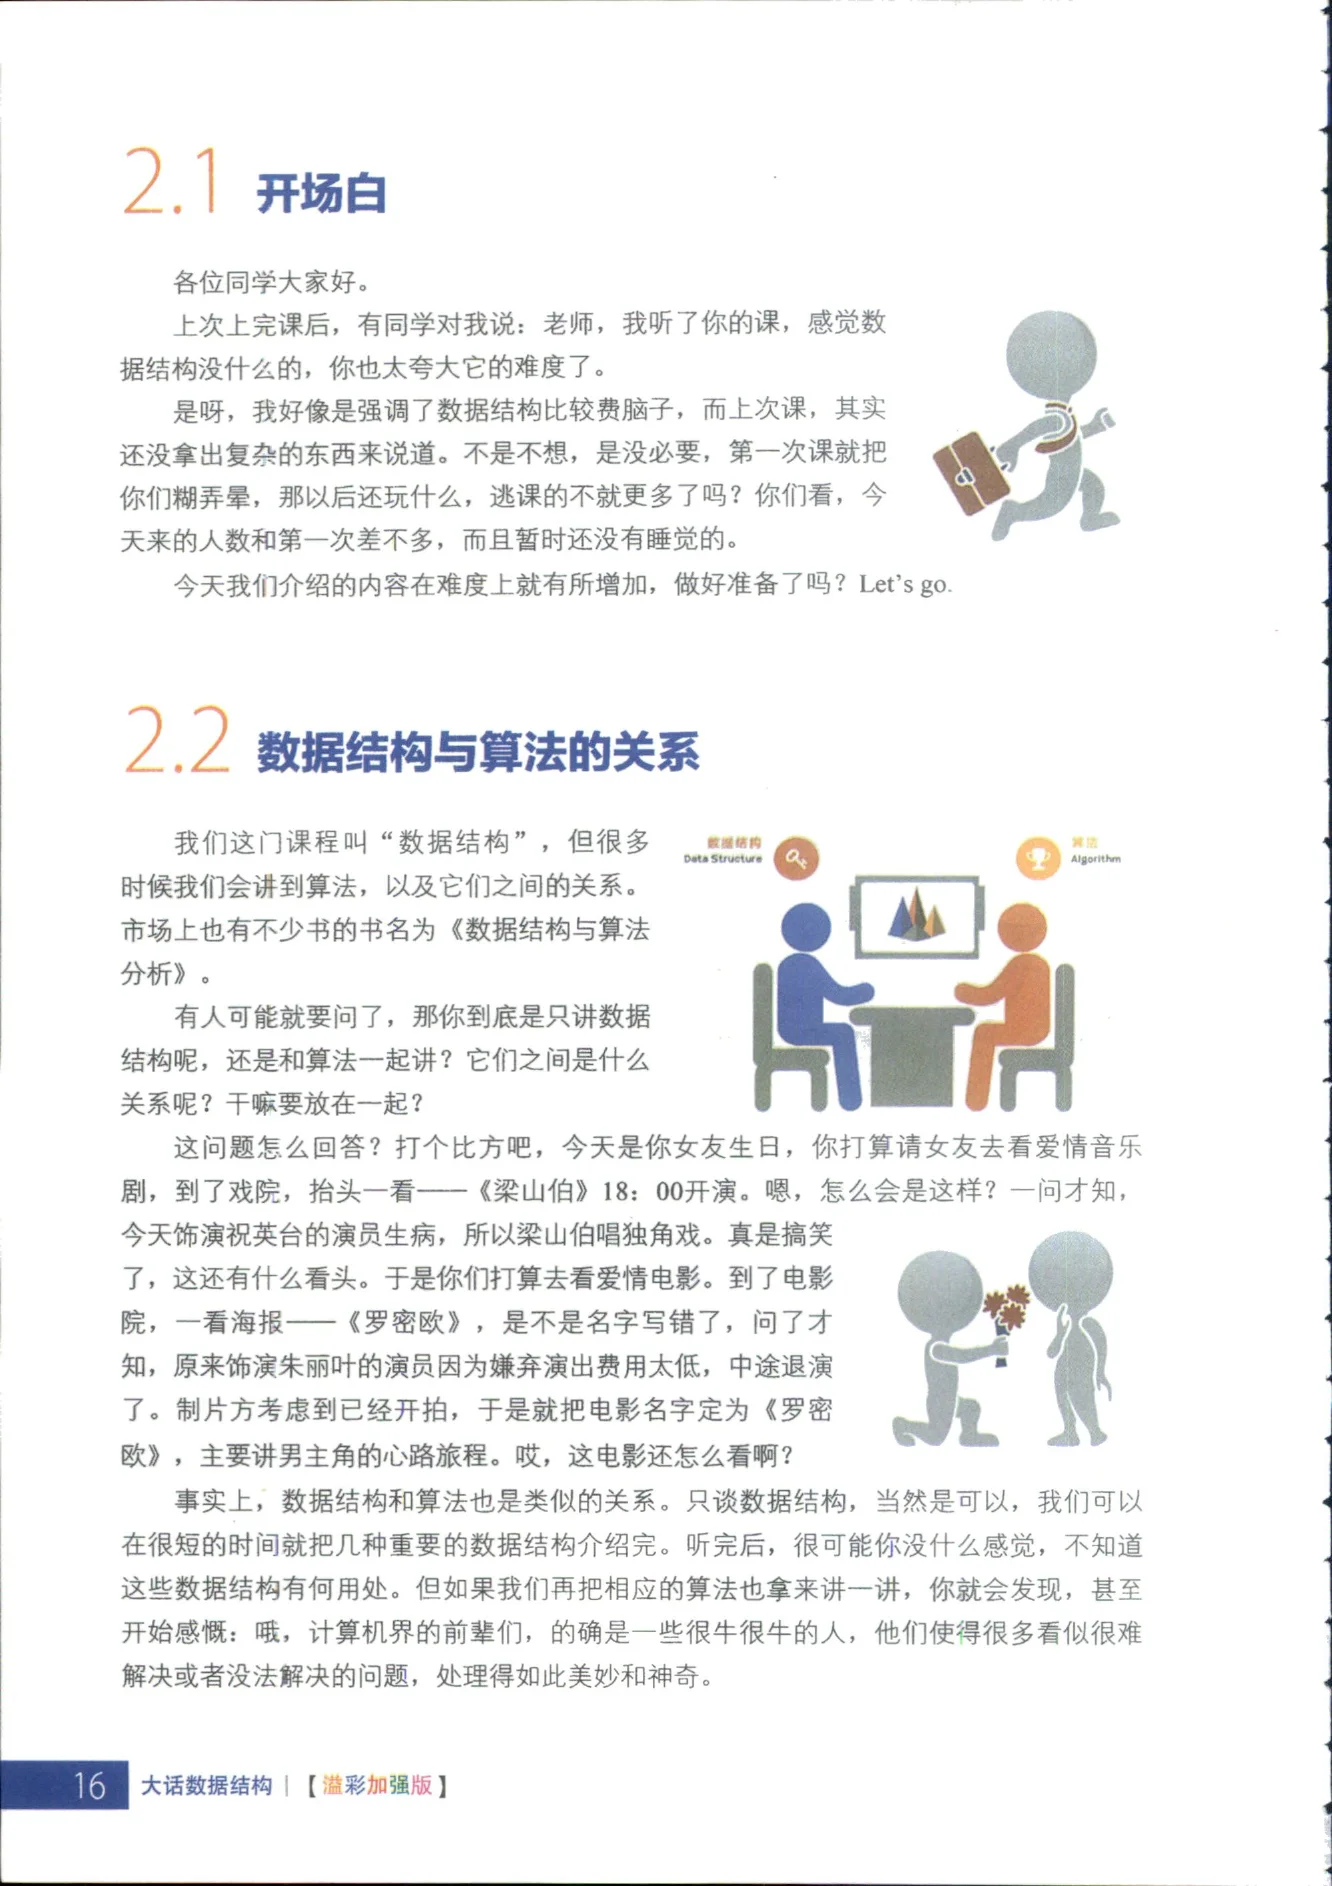 2.1 开场白
各位同学大家好。
上次上完课后，有同学对我说：老师，我听了你的课，感觉数
据结构没什么的，你也太夸大它的难度了。
是呀，我好像是强调了数据结构比较费脑子，而上次课，其实
还没拿出复杂的东西来说道。不是不想，是没必要，第一次课就把
你们糊弄晕，那以后还玩什么，逃课的不就更多了吗？你们看，今
天来的人数和第一次差不多，而且暂时还没有睡觉的。
今天我们介绍的内容在难度上就有所增加，做好准备了吗？Let's go.
2.2 数据结构与算法的关系
我们这门课程叫“数据结构”，但很多
时候我们会讲到算法，以及它们之间的关系。
市场上也有不少书的书名为《数据结构与算法
分析》。
数据结构
Data Structure
算法
Algorithm
有人可能就要问了，那你到底是只讲数据
结构呢，还是和算法一起讲？它们之间是什么
关系呢？干嘛要放在一起？
这问题怎么回答？打个比方吧，今天是你女友生日，你打算请女友去看爱情音乐
剧，到了戏院，抬头一看——《梁山伯》18：00开演。嗯，怎么会是这样？一问才知，
今天饰演祝英台的演员生病，所以梁山伯唱独角戏。真是搞笑
了，这还有什么看头。于是你们打算去看爱情电影。到了电影
院，一看海报——《罗密欧》，是不是名字写错了，问了才
知，原来饰演朱丽叶的演员因为嫌弃演出费用太低，中途退演
了。制片方考虑到已经开拍，于是就把电影名字定为《罗密
欧》，主要讲男主角的心路旅程。哎，这电影还怎么看啊？
事实上，数据结构和算法也是类似的关系。只谈数据结构，当然是可以，我们可以
在很短的时间就把几种重要的数据结构介绍完。听完后，很可能你没什么感觉，不知道
这些数据结构有何用处。但如果我们再把相应的算法也拿来讲一讲，你就会发现，甚至
开始感慨：哦，计算机界的前辈们，的确是一些很牛很牛的人，他们使得很多看似很难
解决或者没法解决的问题，处理得如此美妙和神奇。
16 大话数据结构 |【溢彩加强版】